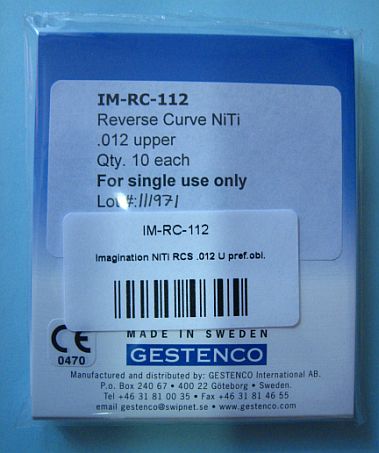 IM-RC-112
Reverse Curve NiTi
.012 upper
Qty. 10 each
For single use only
Lot#:111971
IM-RC-112
Imagination NiTi RCS .012 U pref.obl.
CE
0470
MADE IN SWEDEN
GESTENCO
Manufactured and distributed by: GESTENCO International AB.
P.o. Box 240 67 • 400 22 Göteborg • Sweden.
Tel +46 31 81 00 35 • Fax +46 31 81 46 55
email gestenco@swipnet.se • www.gestenco.com